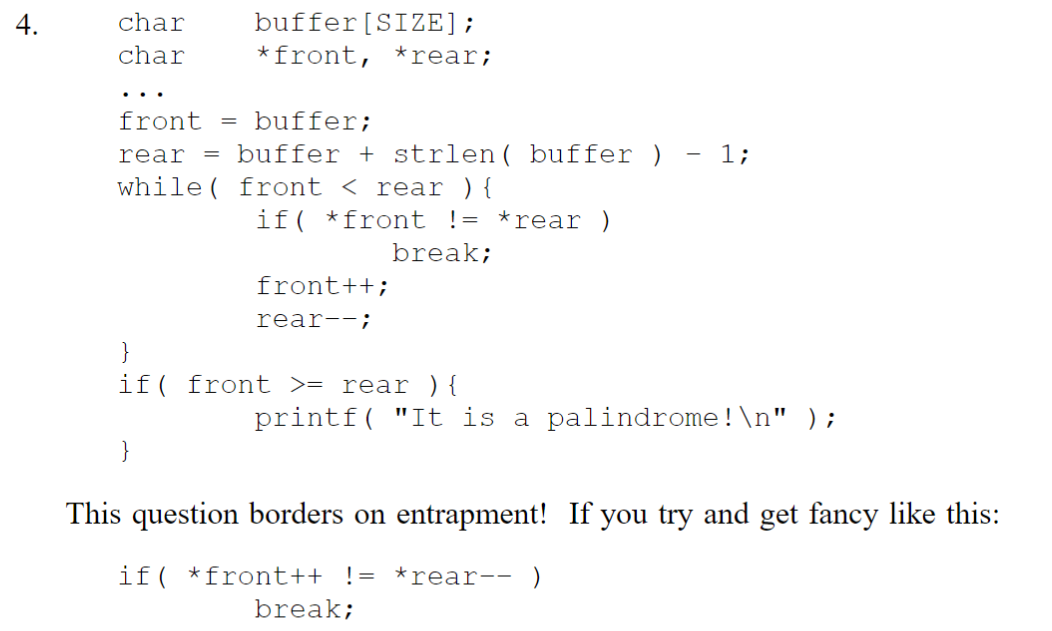 4. char buffer[SIZE];
char *front, *rear;
...
front = buffer;
rear = buffer + strlen( buffer ) - 1;
while( front < rear ){
if( *front != *rear )
break;
front++;
rear--;
}
if( front >= rear ){
printf( "It is a palindrome!\n" );
}
This question borders on entrapment! If you try and get fancy like this:
if( *front++ != *rear-- )
break;